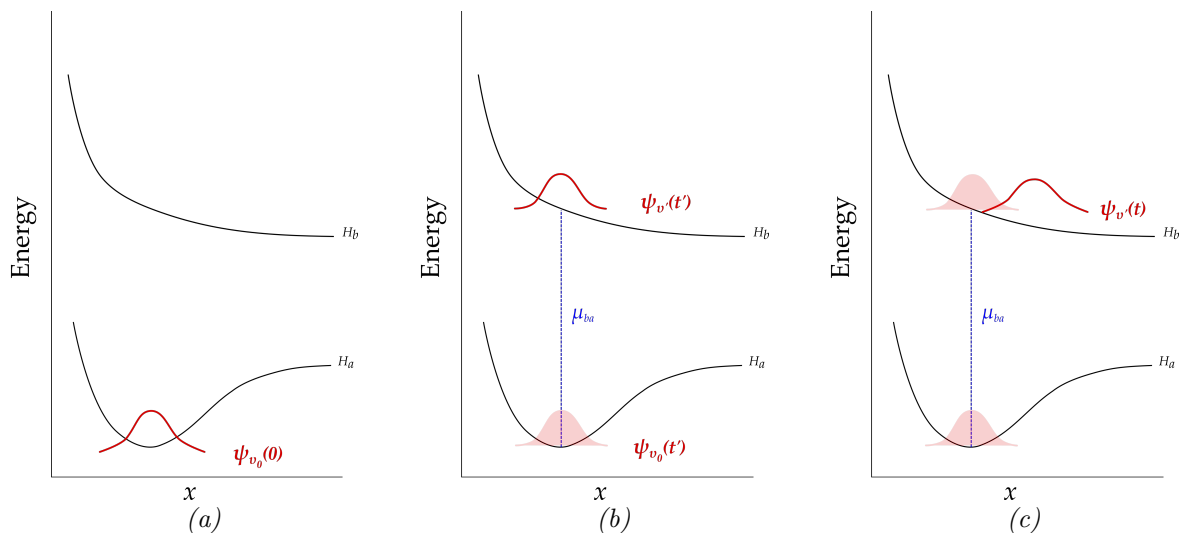 Energy
H_b
H_a
ψ_{v_0}(0)
x
(a)
Energy
ψ_{v'}(t')
H_b
μ_{ba}
H_a
ψ_{v_0}(t')
x
(b)
Energy
ψ_{v'}(t)
H_b
μ_{ba}
H_a
x
(c)